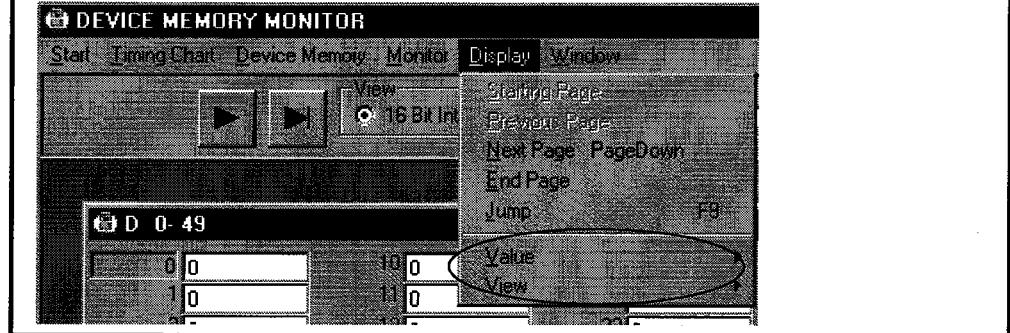 DEVICE MEMORY MONITOR
Start Timing Chart Device Memory Monitor Display Window
View
16 Bit
Starting Page
Previous Page
Next Page PageDown
End Page
Jump F9
D 0- 49
Value
View
0 0 10 0
1 0 11 0